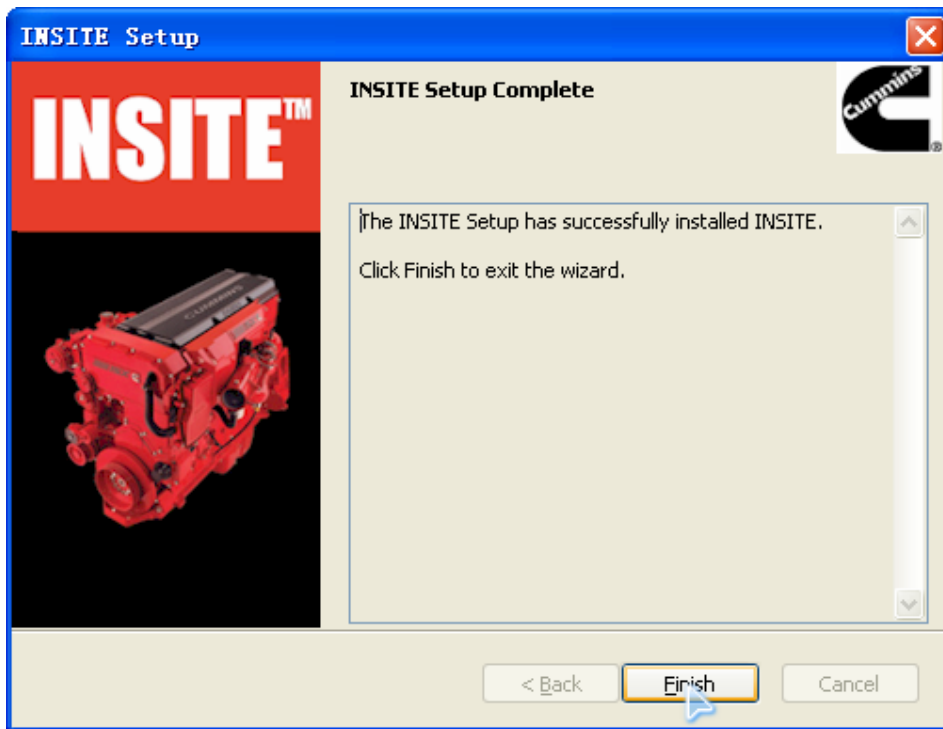 INSITE Setup
INSITE™
INSITE Setup Complete
Cummins
®
The INSITE Setup has successfully installed INSITE.
Click Finish to exit the wizard.
CUMMINS
< Back
Finish
Cancel